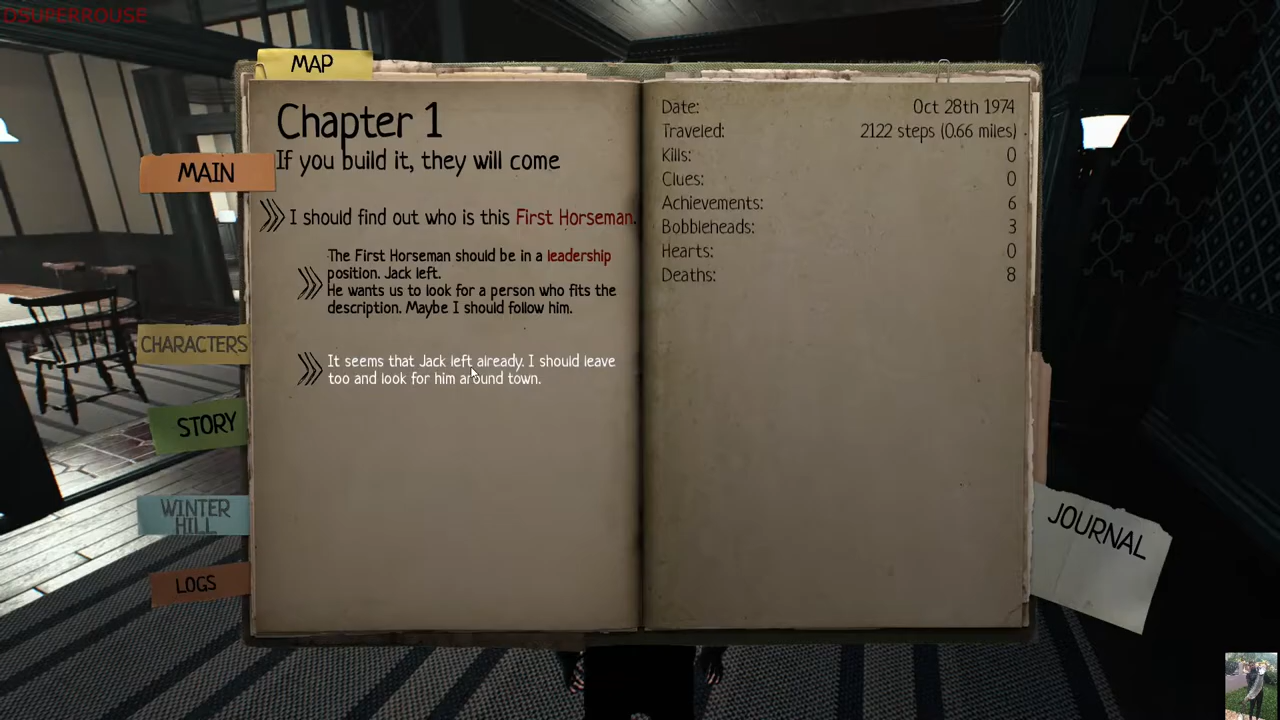 OSUPERROUSE
MAP
Chapter 1
If you build it, they will come
MAIN
I should find out who is this First Horseman.
The First Horseman should be in a leadership
position. Jack left.
He wants us to look for a person who fits the
description. Maybe I should follow him.
It seems that Jack left already. I should leave
too and look for him around town.
CHARACTERS
STORY
WINTER
HILL
LOGS
Date: Oct 28th 1974
Traveled: 2122 steps (0.66 miles)
Kills: 0
Clues: 0
Achievements: 6
Bobbleheads: 3
Hearts: 0
Deaths: 8
JOURNAL